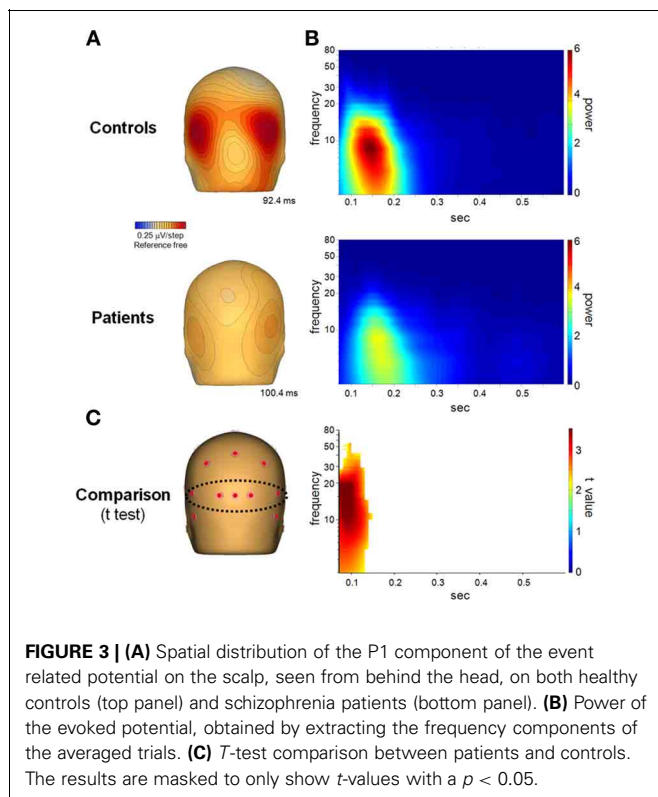 A
B
Controls
92.4 ms
frequency
80
50
30
20
10
0.1 0.2 0.3 0.4 0.5
sec
6
4
2
0
power
0.25 µV/step
Reference free
Patients
100.4 ms
frequency
80
50
30
20
10
0.1 0.2 0.3 0.4 0.5
sec
6
4
2
0
power
C
Comparison
(t test)
frequency
80
50
30
20
10
0.1 0.2 0.3 0.4 0.5
sec
3
2
1
0
t value
FIGURE 3 | (A) Spatial distribution of the P1 component of the event
related potential on the scalp, seen from behind the head, on both healthy
controls (top panel) and schizophrenia patients (bottom panel). (B) Power of
the evoked potential, obtained by extracting the frequency components of
the averaged trials. (C) T-test comparison between patients and controls.
The results are masked to only show t-values with a p < 0.05.